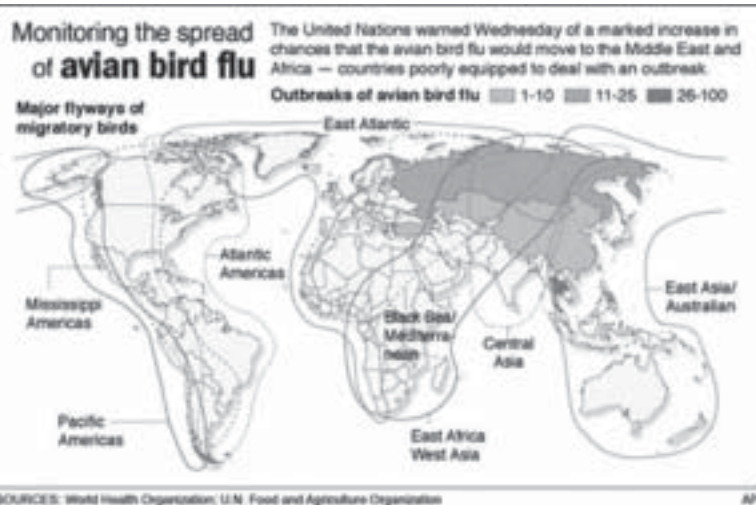 Monitoring the spread
of avian bird flu
The United Nations warned Wednesday of a marked increase in
chances that the avian bird flu would move to the Middle East and
Africa — countries poorly equipped to deal with an outbreak.
Outbreaks of avian bird flu 1-10 11-25 26-100
Major flyways of
migratory birds
East Atlantic
Atlantic
Americas
Mississippi
Americas
Black Sea/
Mediterra-
nean
Central
Asia
East Asia/
Australian
Pacific
Americas
East Africa
West Asia
SOURCES: World Health Organization; U.N. Food and Agriculture Organization
AP